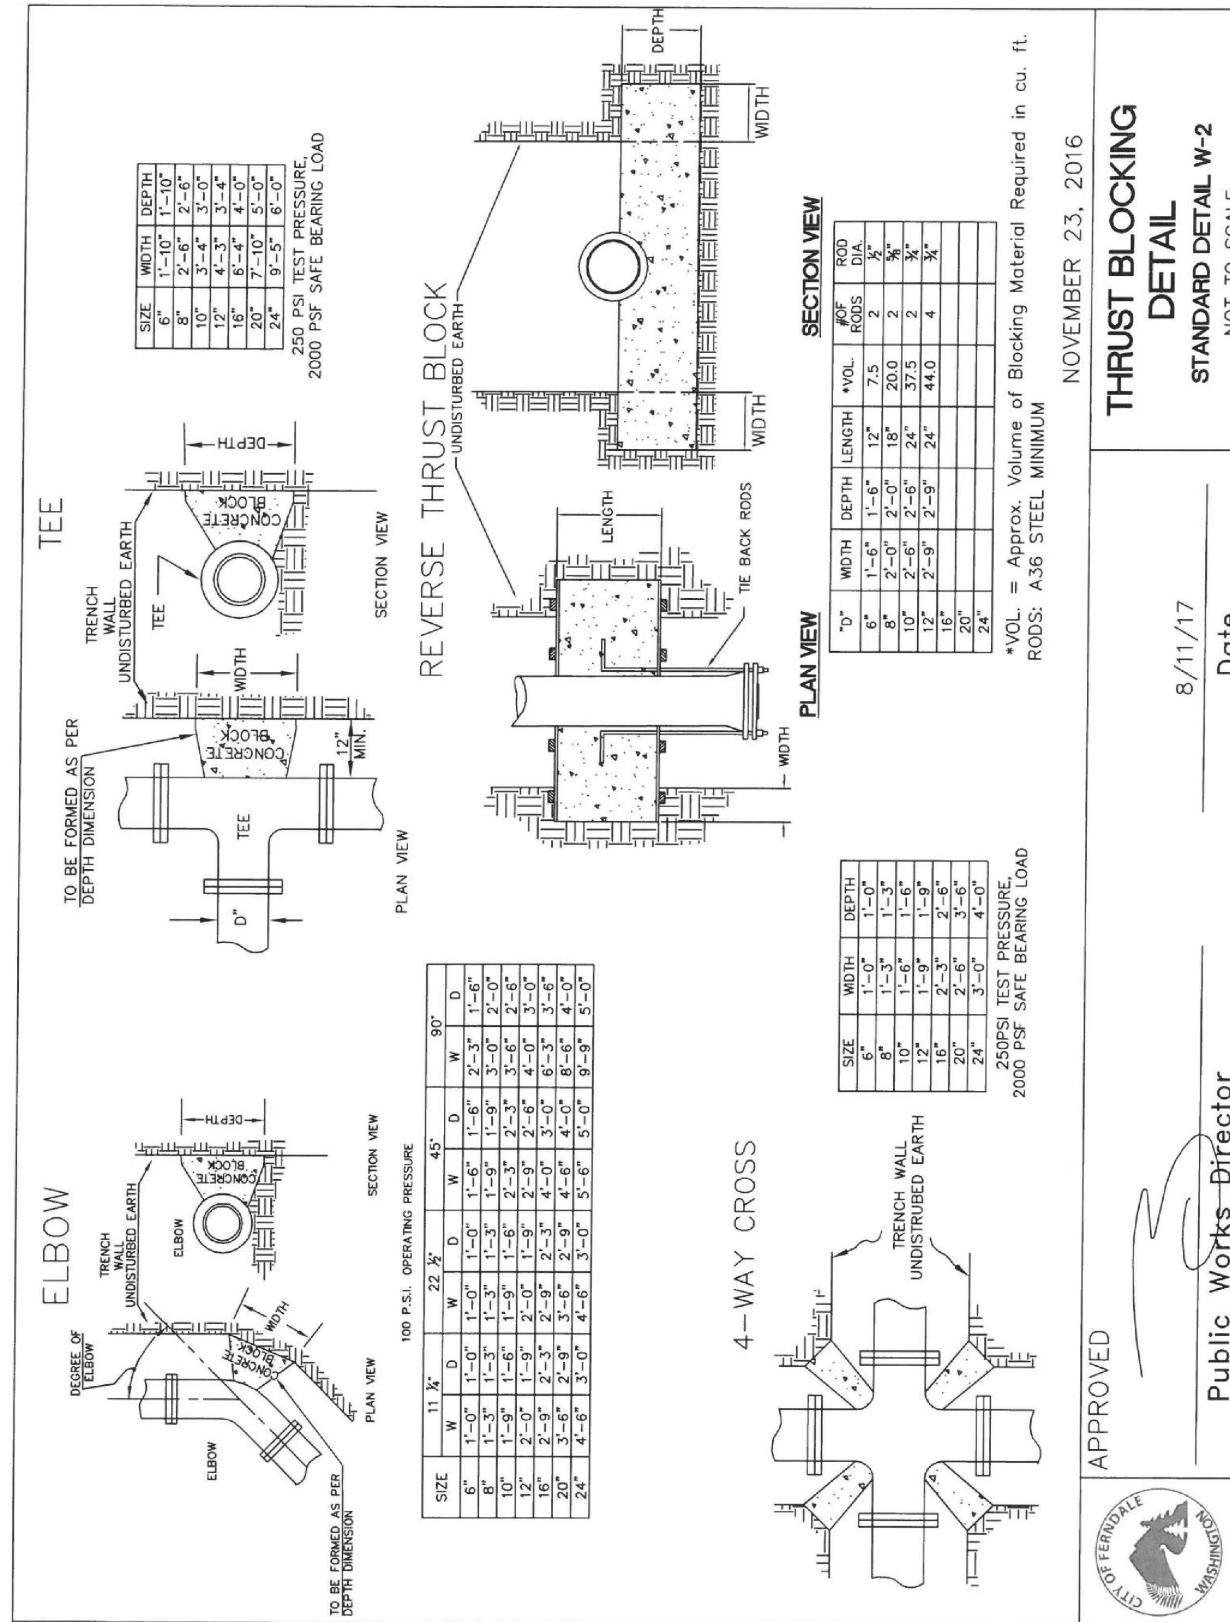 ELBOW
DEGREE OF
ELBOW
TRENCH
WALL
UNDISTURBED EARTH
ELBOW
ELBOW
CONCRETE
BLOCK
WIDTH
CONCRETE
BLOCK
DEPTH
TO BE FORMED AS PER
DEPTH DIMENSION
PLAN VIEW
SECTION VIEW
100 P.S.I. OPERATING PRESSURE
SIZE 11 ¼° 22 ½° 45° 90°
W D W D W D W D
6" 1'-0" 1'-0" 1'-0" 1'-0" 1'-6" 1'-6" 2'-3" 1'-6"
8" 1'-3" 1'-3" 1'-3" 1'-3" 1'-9" 1'-9" 3'-0" 2'-0"
10" 1'-9" 1'-6" 1'-9" 1'-6" 2'-3" 2'-3" 3'-6" 2'-6"
12" 2'-0" 1'-9" 2'-0" 1'-9" 2'-9" 2'-6" 4'-0" 3'-0"
16" 2'-9" 2'-3" 2'-9" 2'-3" 4'-0" 3'-0" 6'-3" 3'-6"
20" 3'-6" 2'-9" 3'-6" 2'-9" 4'-6" 4'-0" 8'-6" 4'-0"
24" 4'-6" 3'-0" 4'-6" 3'-0" 5'-6" 5'-0" 9'-9" 5'-0"
TEE
TO BE FORMED AS PER
DEPTH DIMENSION
TRENCH
WALL
UNDISTURBED EARTH
TEE
D"
TEE
CONCRETE
BLOCK
WIDTH
12"
MIN.
CONCRETE
BLOCK
DEPTH
PLAN VIEW
SECTION VIEW
SIZE WIDTH DEPTH
6" 1'-10" 1'-10"
8" 2'-6" 2'-6"
10" 3'-4" 3'-0"
12" 4'-3" 3'-4"
16" 6'-4" 4'-0"
20" 7'-10" 5'-0"
24" 9'-5" 6'-0"
250 PSI TEST PRESSURE,
2000 PSF SAFE BEARING LOAD
REVERSE THRUST BLOCK
UNDISTURBED EARTH
LENGTH
TIE BACK RODS
WIDTH
WIDTH
WIDTH
DEPTH
PLAN VIEW
SECTION VIEW
"D" WIDTH DEPTH LENGTH *VOL. #OF RODS ROD DIA.
6" 1'-6" 1'-6" 12" 7.5 2 ½"
8" 2'-0" 2'-0" 18" 20.0 2 ⅝"
10" 2'-6" 2'-6" 24" 37.5 2 ¾"
12" 2'-9" 2'-9" 24" 44.0 4 ¾"
16"
20"
24"
*VOL. = Approx. Volume of Blocking Material Required in cu. ft.
RODS: A36 STEEL MINIMUM
4-WAY CROSS
TRENCH WALL
UNDISTRUBED EARTH
SIZE WIDTH DEPTH
6" 1'-0" 1'-0"
8" 1'-3" 1'-3"
10" 1'-6" 1'-6"
12" 1'-9" 1'-9"
16" 2'-3" 2'-6"
20" 2'-6" 3'-6"
24" 3'-0" 4'-0"
250PSI TEST PRESSURE,
2000 PSF SAFE BEARING LOAD
NOVEMBER 23, 2016
CITY OF FERNDALE
WASHINGTON
APPROVED
8/11/17
Public Works Director
Date
THRUST BLOCKING
DETAIL
STANDARD DETAIL W-2
NOT TO SCALE